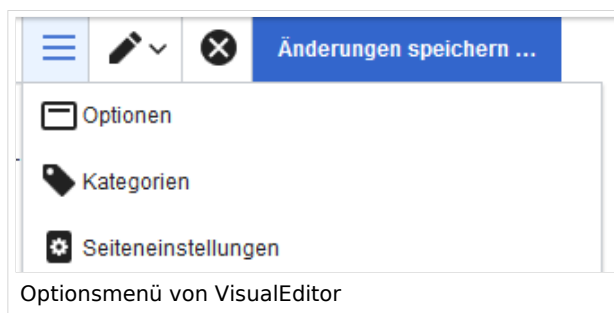 Änderungen speichern ...
Optionen
Kategorien
Seiteneinstellungen
Optionsmenü von VisualEditor